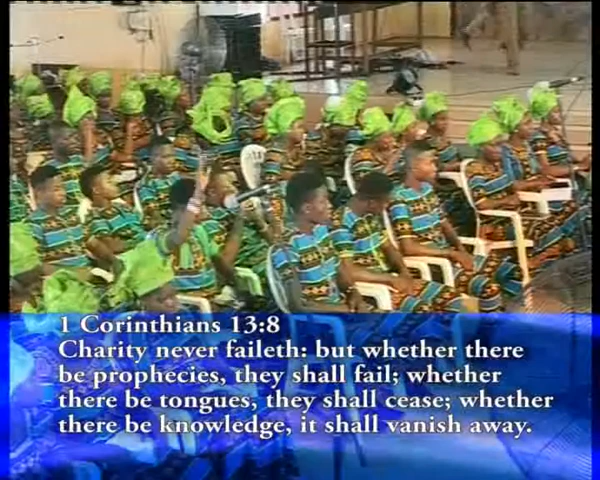 1 Corinthians 13:8
Charity never faileth: but whether there
be prophecies, they shall fail; whether
there be tongues, they shall cease; whether
there be knowledge, it shall vanish away.